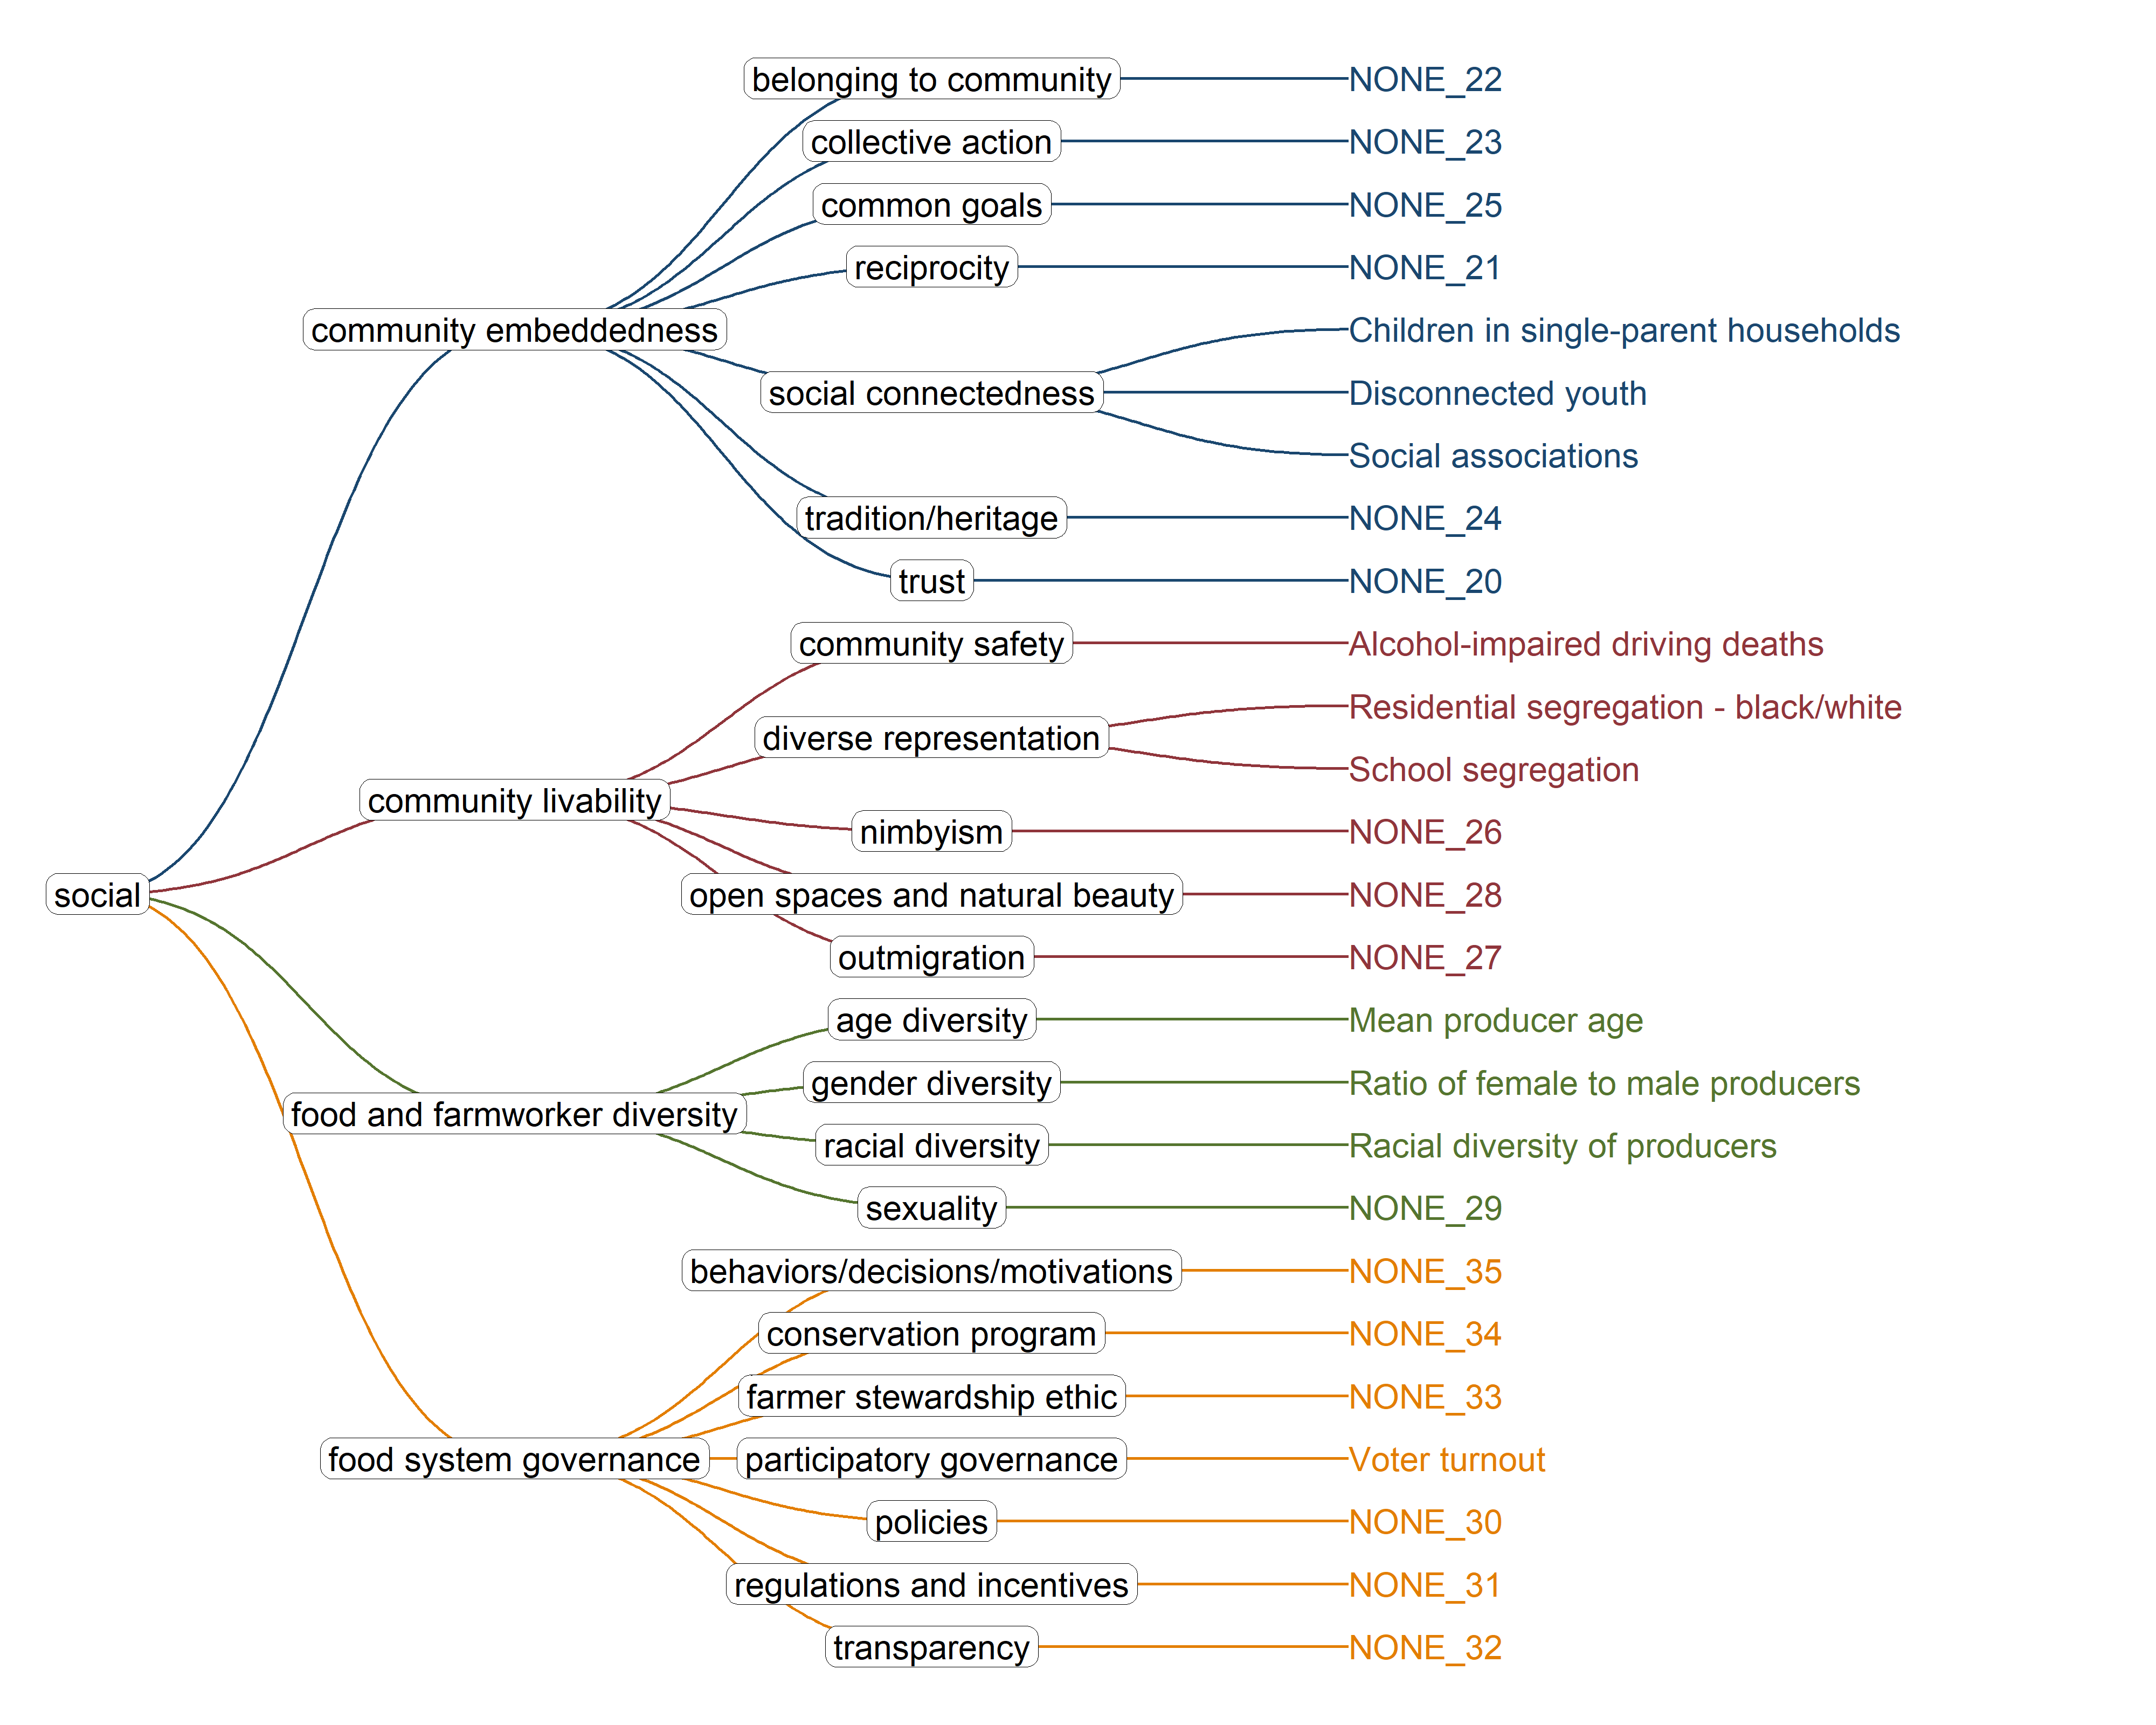 social
community embeddedness
belonging to community
NONE_22
collective action
NONE_23
common goals
NONE_25
reciprocity
NONE_21
social connectedness
Children in single-parent households
Disconnected youth
Social associations
tradition/heritage
NONE_24
trust
NONE_20
community livability
community safety
Alcohol-impaired driving deaths
diverse representation
Residential segregation - black/white
School segregation
nimbyism
NONE_26
open spaces and natural beauty
NONE_28
outmigration
NONE_27
food and farmworker diversity
age diversity
Mean producer age
gender diversity
Ratio of female to male producers
racial diversity
Racial diversity of producers
sexuality
NONE_29
food system governance
behaviors/decisions/motivations
NONE_35
conservation program
NONE_34
farmer stewardship ethic
NONE_33
participatory governance
Voter turnout
policies
NONE_30
regulations and incentives
NONE_31
transparency
NONE_32